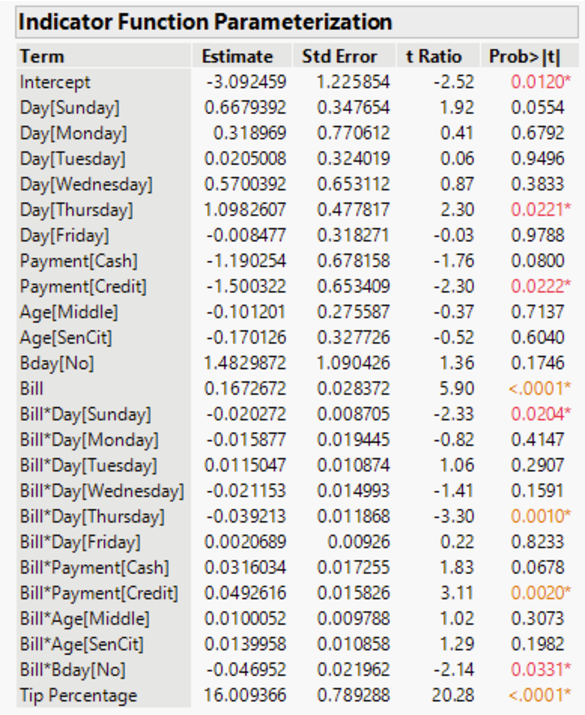 Indicator Function Parameterization
Term Estimate Std Error t Ratio Prob>|t|
Intercept -3.092459 1.225854 -2.52 0.0120*
Day[Sunday] 0.6679392 0.347654 1.92 0.0554
Day[Monday] 0.318969 0.770612 0.41 0.6792
Day[Tuesday] 0.0205008 0.324019 0.06 0.9496
Day[Wednesday] 0.5700392 0.653112 0.87 0.3833
Day[Thursday] 1.0982607 0.477817 2.30 0.0221*
Day[Friday] -0.008477 0.318271 -0.03 0.9788
Payment[Cash] -1.190254 0.678158 -1.76 0.0800
Payment[Credit] -1.500322 0.653409 -2.30 0.0222*
Age[Middle] -0.101201 0.275587 -0.37 0.7137
Age[SenCit] -0.170126 0.327726 -0.52 0.6040
Bday[No] 1.4829872 1.090426 1.36 0.1746
Bill 0.1672672 0.028372 5.90 <.0001*
Bill*Day[Sunday] -0.020272 0.008705 -2.33 0.0204*
Bill*Day[Monday] -0.015877 0.019445 -0.82 0.4147
Bill*Day[Tuesday] 0.0115047 0.010874 1.06 0.2907
Bill*Day[Wednesday] -0.021153 0.014993 -1.41 0.1591
Bill*Day[Thursday] -0.039213 0.011868 -3.30 0.0010*
Bill*Day[Friday] 0.0020689 0.00926 0.22 0.8233
Bill*Payment[Cash] 0.0316034 0.017255 1.83 0.0678
Bill*Payment[Credit] 0.0492616 0.015826 3.11 0.0020*
Bill*Age[Middle] 0.0100052 0.009788 1.02 0.3073
Bill*Age[SenCit] 0.0139958 0.010858 1.29 0.1982
Bill*Bday[No] -0.046952 0.021962 -2.14 0.0331*
Tip Percentage 16.009366 0.789288 20.28 <.0001*